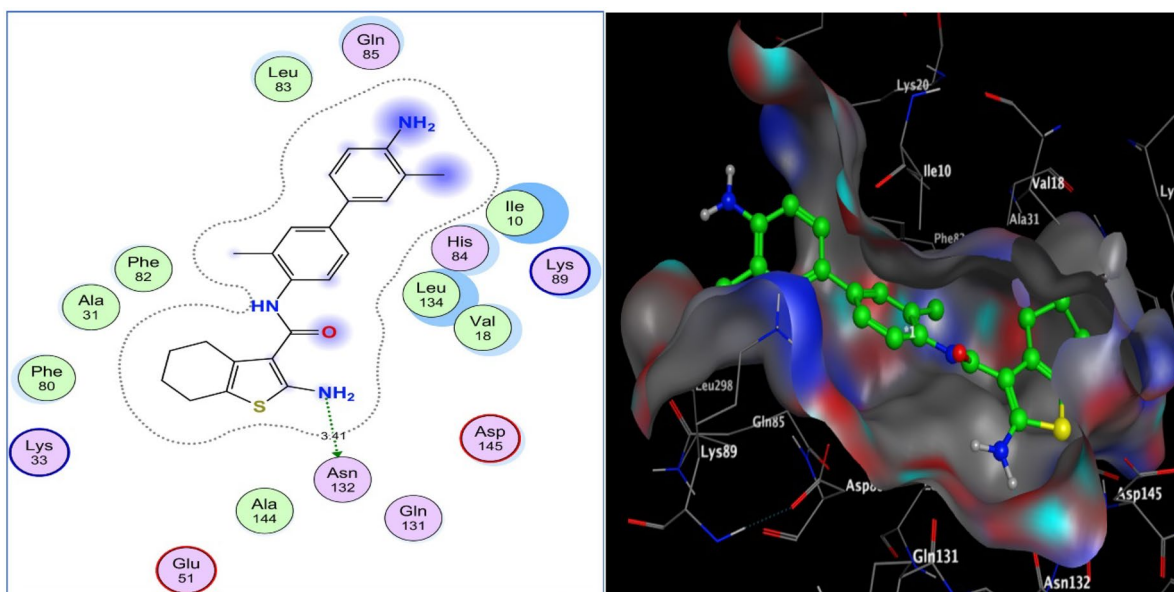 Gln
85
Leu
83
NH₂
Ile
10
His
84
Lys
89
Phe
82
Leu
134
Ala
31
Val
18
HN
O
Phe
80
NH₂
S
3.41
Asp
145
Lys
33
Asn
132
Ala
144
Gln
131
Glu
51
Lys20
Ile10
Val18
Ly
Ala31
Leu298
Gln85
Lys89
Asp145
Gln131
Asn132